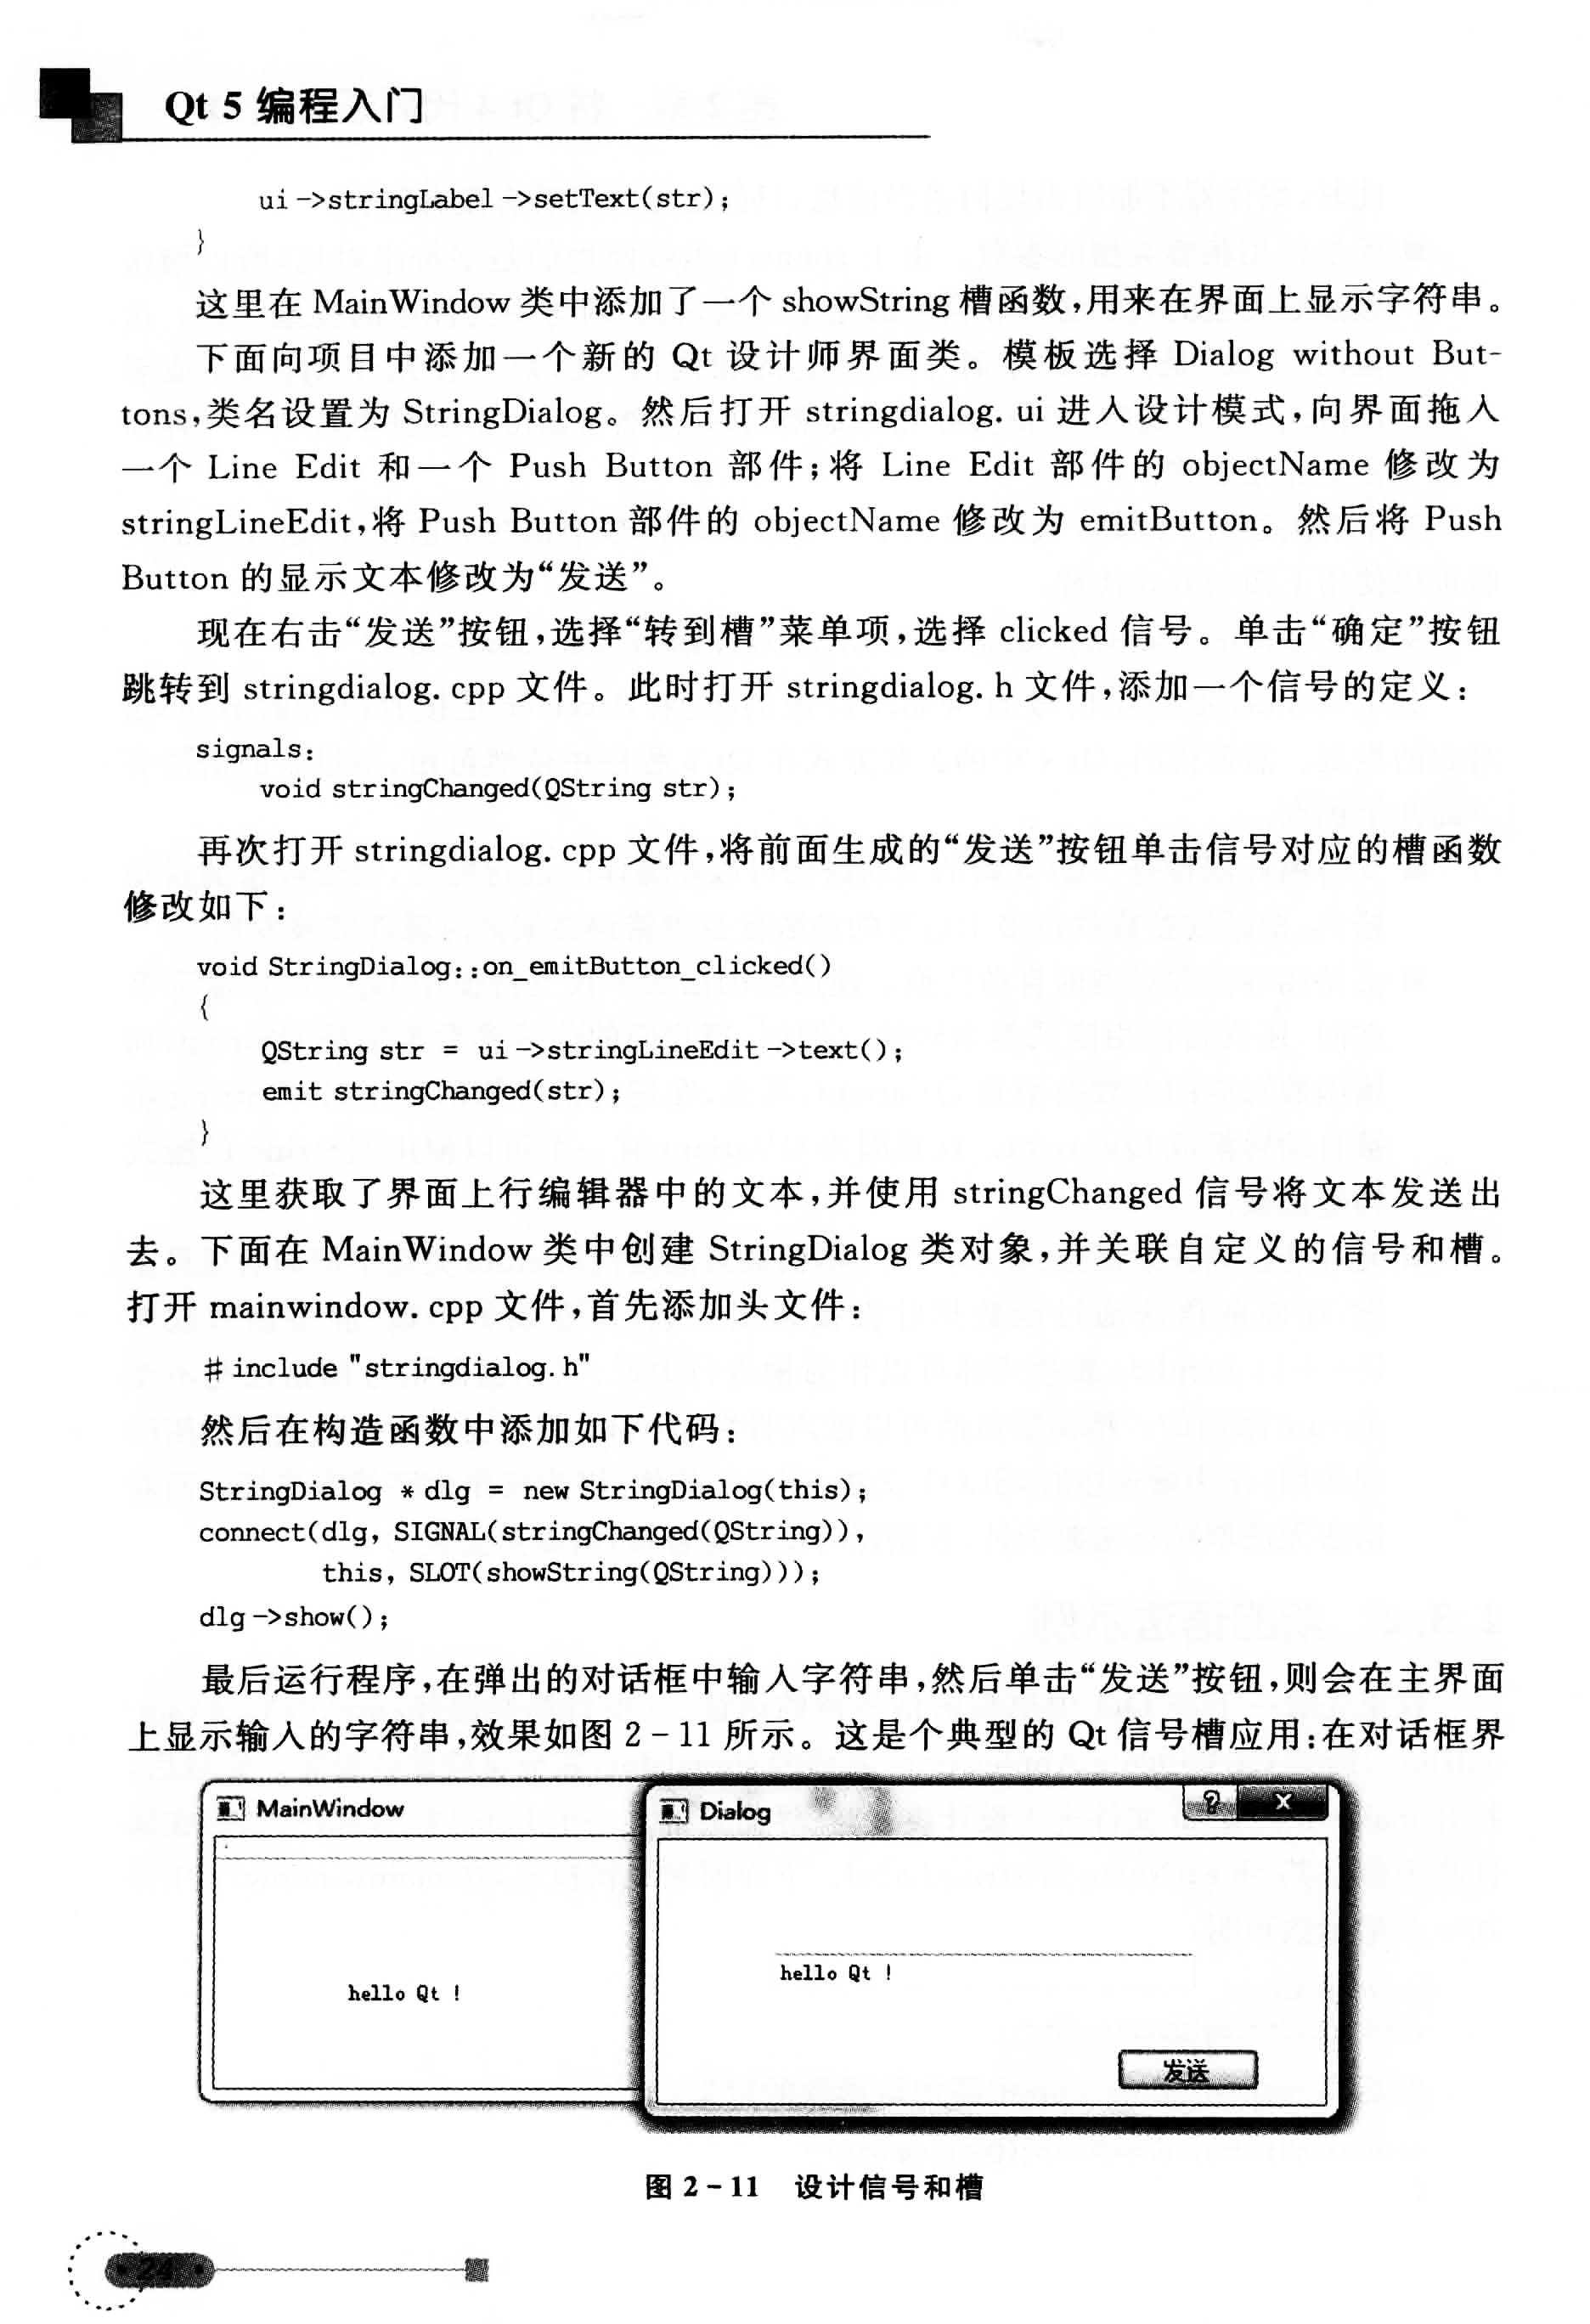 Qt 5 编程入门
ui->stringLabel->setText(str);
}
这里在 MainWindow 类中添加了一个 showString 槽函数,用来在界面上显示字符串。
下面向项目中添加一个新的 Qt 设计师界面类。模板选择 Dialog without But-
tons,类名设置为 StringDialog。然后打开 stringdialog. ui 进入设计模式,向界面拖入
一个 Line Edit 和一个 Push Button 部件;将 Line Edit 部件的 objectName 修改为
stringLineEdit,将 Push Button 部件的 objectName 修改为 emitButton。然后将 Push
Button 的显示文本修改为“发送”。
现在右击“发送”按钮,选择“转到槽”菜单项,选择 clicked 信号。单击“确定”按钮
跳转到 stringdialog. cpp 文件。此时打开 stringdialog. h 文件,添加一个信号的定义:
signals:
void stringChanged(QString str);
再次打开 stringdialog. cpp 文件,将前面生成的“发送”按钮单击信号对应的槽函数
修改如下:
void StringDialog::on_emitButton_clicked()
{
QString str = ui->stringLineEdit->text();
emit stringChanged(str);
}
这里获取了界面上行编辑器中的文本,并使用 stringChanged 信号将文本发送出
去。下面在 MainWindow 类中创建 StringDialog 类对象,并关联自定义的信号和槽。
打开 mainwindow. cpp 文件,首先添加头文件:
# include "stringdialog.h"
然后在构造函数中添加如下代码:
StringDialog * dlg = new StringDialog(this);
connect(dlg, SIGNAL(stringChanged(QString)),
this, SLOT(showString(QString)));
dlg->show();
最后运行程序,在弹出的对话框中输入字符串,然后单击“发送”按钮,则会在主界面
上显示输入的字符串,效果如图 2-11 所示。这是个典型的 Qt 信号槽应用:在对话框界
MainWindow
Dialog
hello Qt !
hello Qt !
发送
图 2-11 设计信号和槽
24